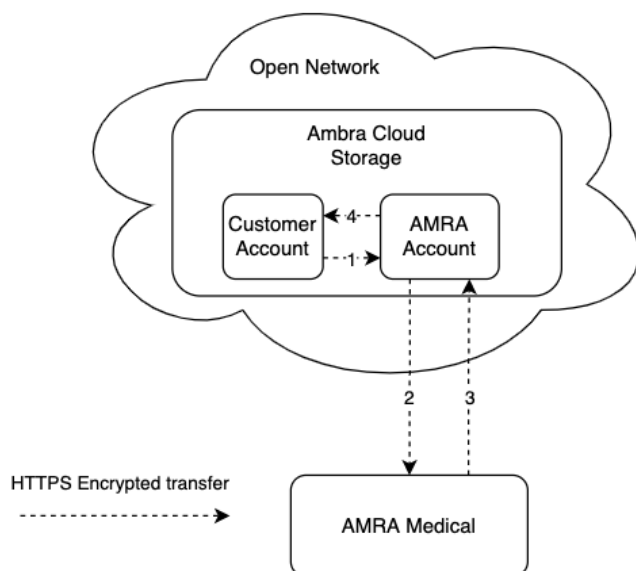 Open Network
Ambra Cloud
Storage
Customer
Account
4
1
AMRA
Account
2
3
HTTPS Encrypted transfer
AMRA Medical